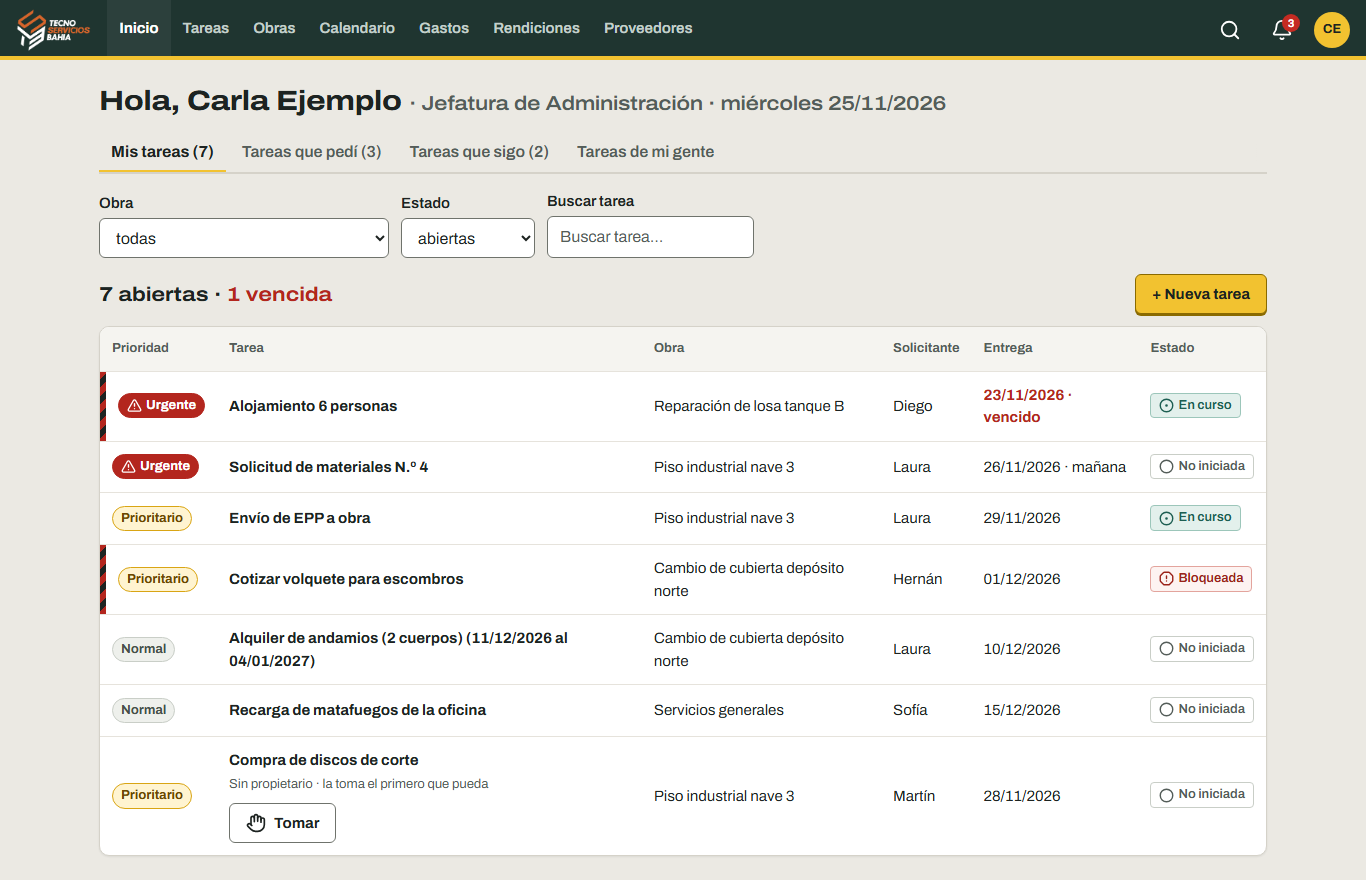 TECNO
SERVICIOS
BAHIA
Inicio
Tareas
Obras
Calendario
Gastos
Rendiciones
Proveedores
3
CE
Hola, Carla Ejemplo · Jefatura de Administración · miércoles 25/11/2026
Mis tareas (7)
Tareas que pedí (3)
Tareas que sigo (2)
Tareas de mi gente
Obra
Estado
Buscar tarea
todas
abiertas
Buscar tarea...
7 abiertas · 1 vencida
+ Nueva tarea
Prioridad
Tarea
Obra
Solicitante
Entrega
Estado
Urgente
Alojamiento 6 personas
Reparación de losa tanque B
Diego
23/11/2026 ·
vencido
En curso
Urgente
Solicitud de materiales N.º 4
Piso industrial nave 3
Laura
26/11/2026 · mañana
No iniciada
Prioritario
Envío de EPP a obra
Piso industrial nave 3
Laura
29/11/2026
En curso
Prioritario
Cotizar volquete para escombros
Cambio de cubierta depósito
norte
Hernán
01/12/2026
Bloqueada
Normal
Alquiler de andamios (2 cuerpos) (11/12/2026 al
04/01/2027)
Cambio de cubierta depósito
norte
Laura
10/12/2026
No iniciada
Normal
Recarga de matafuegos de la oficina
Servicios generales
Sofía
15/12/2026
No iniciada
Prioritario
Compra de discos de corte
Sin propietario · la toma el primero que pueda
Tomar
Piso industrial nave 3
Martín
28/11/2026
No iniciada